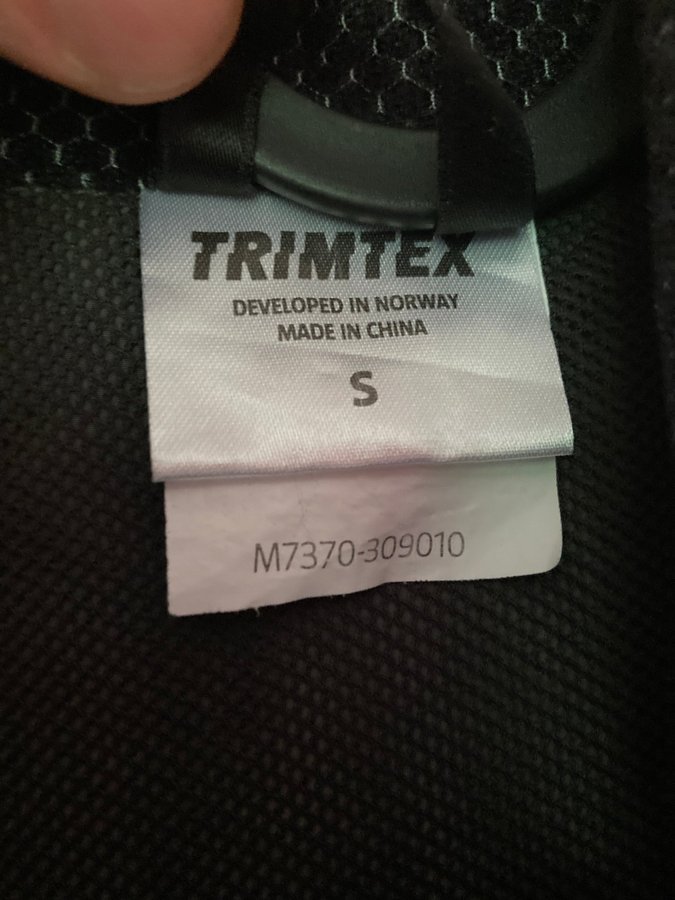 TRIMTEX
DEVELOPED IN NORWAY
MADE IN CHINA
S
M7370-309010